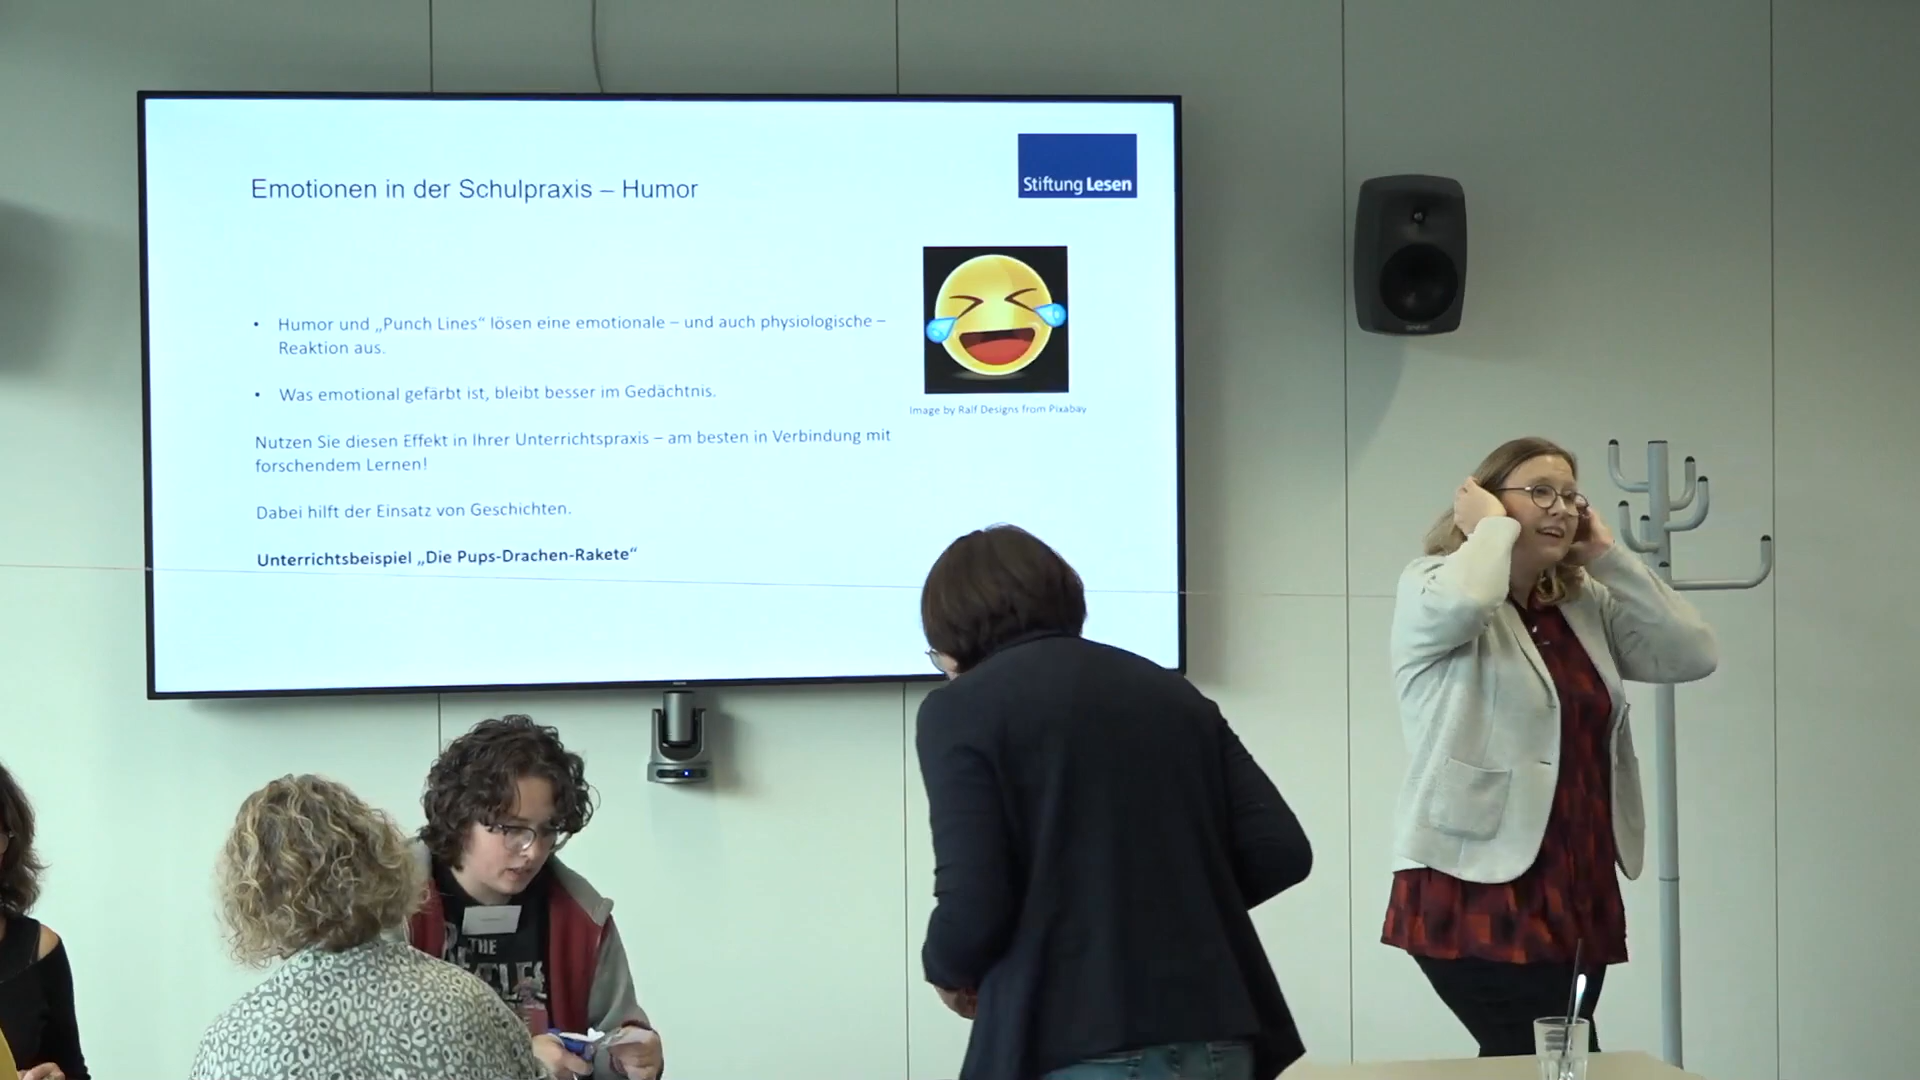 Emotionen in der Schulpraxis – Humor
Stiftung Lesen
• Humor und „Punch Lines“ lösen eine emotionale – und auch physiologische –
Reaktion aus.
• Was emotional gefärbt ist, bleibt besser im Gedächtnis.
Image by Ralf Designs from Pixabay
Nutzen Sie diesen Effekt in Ihrer Unterrichtspraxis – am besten in Verbindung mit
forschendem Lernen!
Dabei hilft der Einsatz von Geschichten.
Unterrichtsbeispiel „Die Pups-Drachen-Rakete“
THE